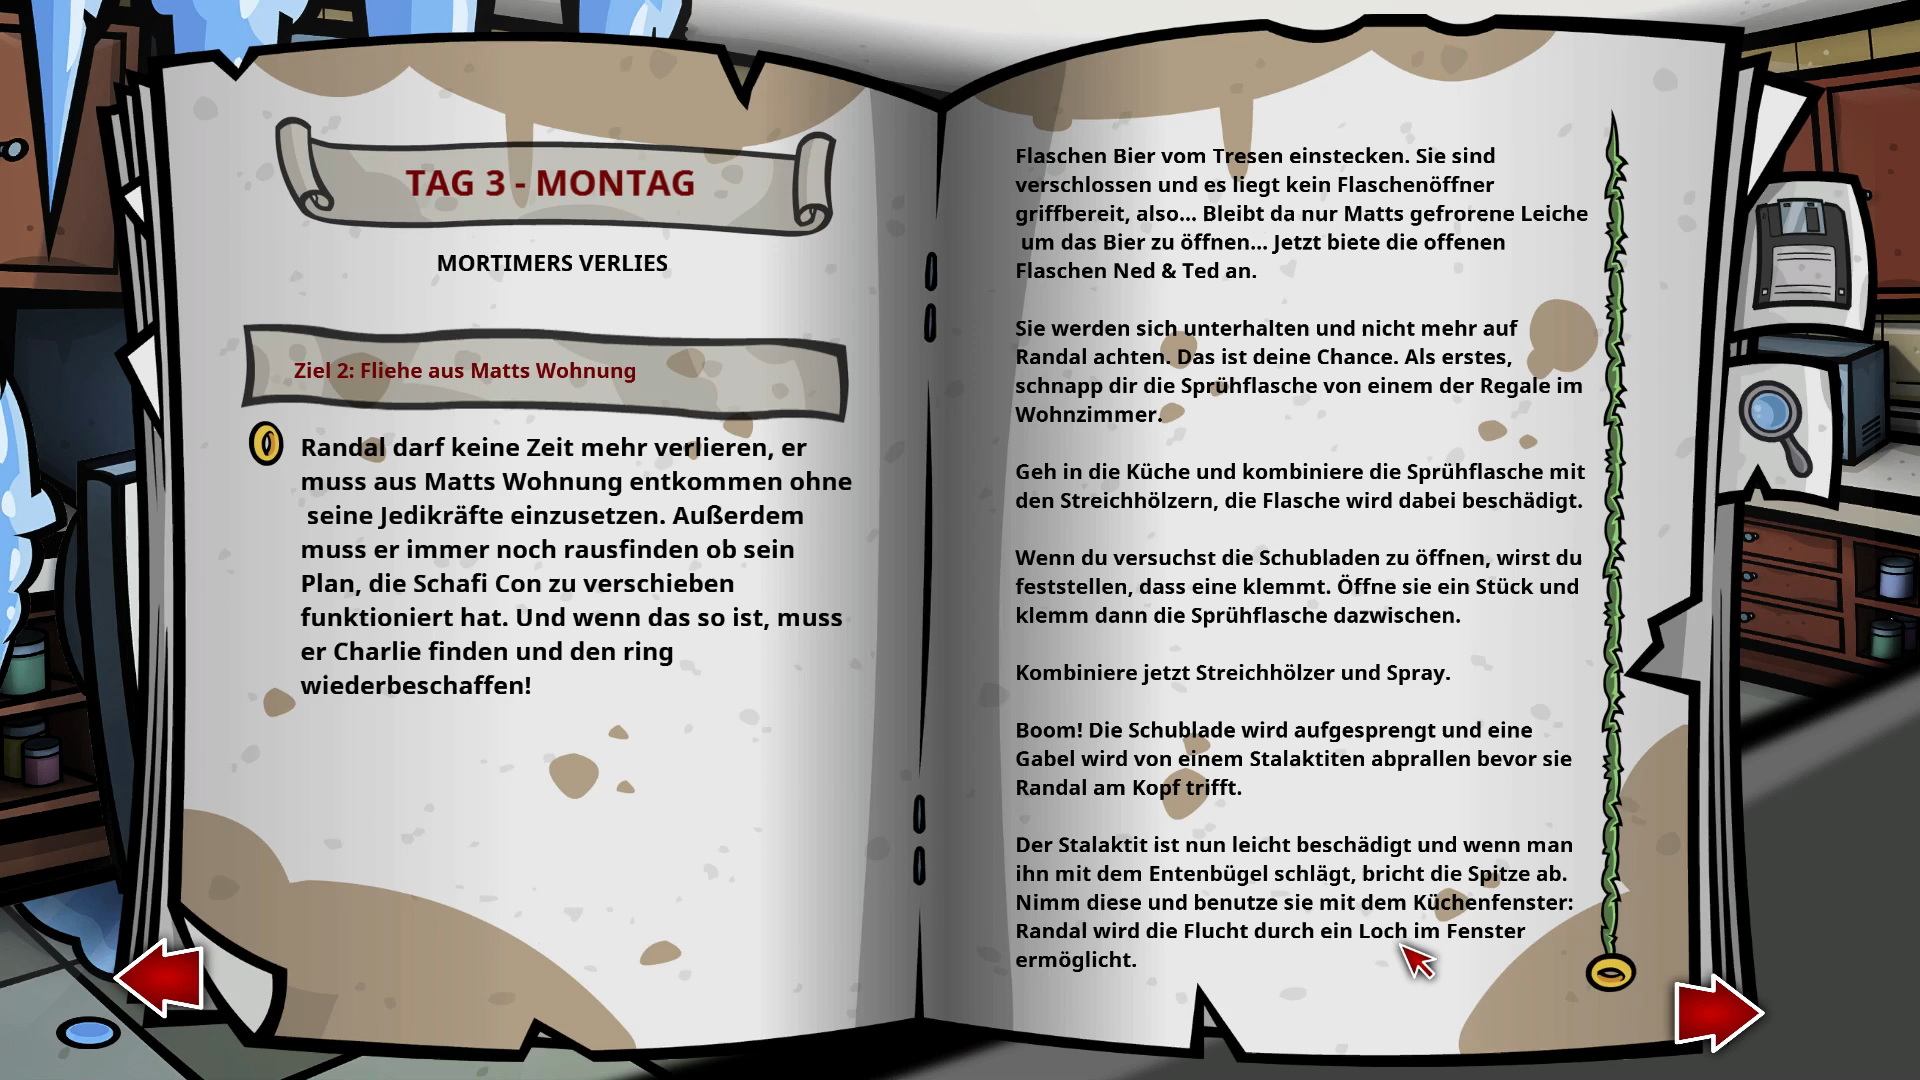 TAG 3 - MONTAG
MORTIMERS VERLIES
Ziel 2: Fliehe aus Matts Wohnung
Randal darf keine Zeit mehr verlieren, er
muss aus Matts Wohnung entkommen ohne
seine Jedikräfte einzusetzen. Außerdem
muss er immer noch rausfinden ob sein
Plan, die Schafi Con zu verschieben
funktioniert hat. Und wenn das so ist, muss
er Charlie finden und den ring
wiederbeschaffen!
Flaschen Bier vom Tresen einstecken. Sie sind
verschlossen und es liegt kein Flaschenöffner
griffbereit, also... Bleibt da nur Matts gefrorene Leiche
um das Bier zu öffnen... Jetzt biete die offenen
Flaschen Ned & Ted an.
Sie werden sich unterhalten und nicht mehr auf
Randal achten. Das ist deine Chance. Als erstes,
schnapp dir die Sprühflasche von einem der Regale im
Wohnzimmer.
Geh in die Küche und kombiniere die Sprühflasche mit
den Streichhölzern, die Flasche wird dabei beschädigt.
Wenn du versuchst die Schubladen zu öffnen, wirst du
feststellen, dass eine klemmt. Öffne sie ein Stück und
klemm dann die Sprühflasche dazwischen.
Kombiniere jetzt Streichhölzer und Spray.
Boom! Die Schublade wird aufgesprengt und eine
Gabel wird von einem Stalaktiten abprallen bevor sie
Randal am Kopf trifft.
Der Stalaktit ist nun leicht beschädigt und wenn man
ihn mit dem Entenbügel schlägt, bricht die Spitze ab.
Nimm diese und benutze sie mit dem Küchenfenster:
Randal wird die Flucht durch ein Loch im Fenster
ermöglicht.